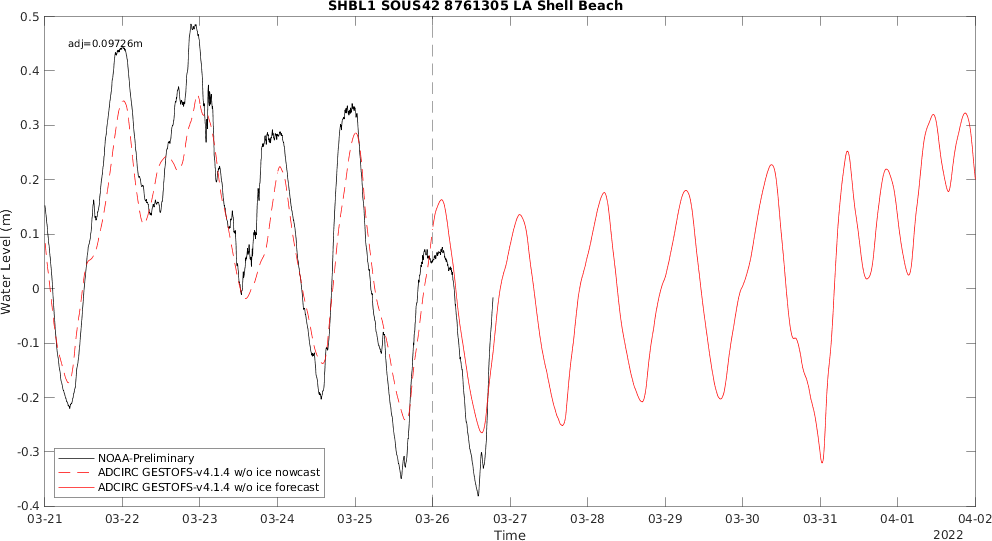 SHBL1 SOUS42 8761305 LA Shell Beach
adj=0.09726m
Water Level (m)
0.5
0.4
0.3
0.2
0.1
0
-0.1
-0.2
-0.3
-0.4
NOAA-Preliminary
ADCIRC GESTOFS-v4.1.4 w/o ice nowcast
ADCIRC GESTOFS-v4.1.4 w/o ice forecast
03-21 03-22 03-23 03-24 03-25 03-26 03-27 03-28 03-29 03-30 03-31 04-01 04-02
Time
2022